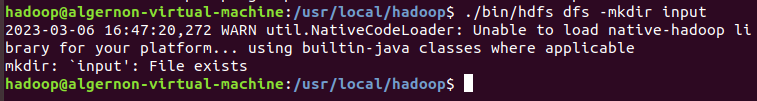 hadoop@algernon-virtual-machine:/usr/local/hadoop$ ./bin/hdfs dfs -mkdir input
2023-03-06 16:47:20,272 WARN util.NativeCodeLoader: Unable to load native-hadoop li
brary for your platform... using builtin-java classes where applicable
mkdir: `input': File exists
hadoop@algernon-virtual-machine:/usr/local/hadoop$